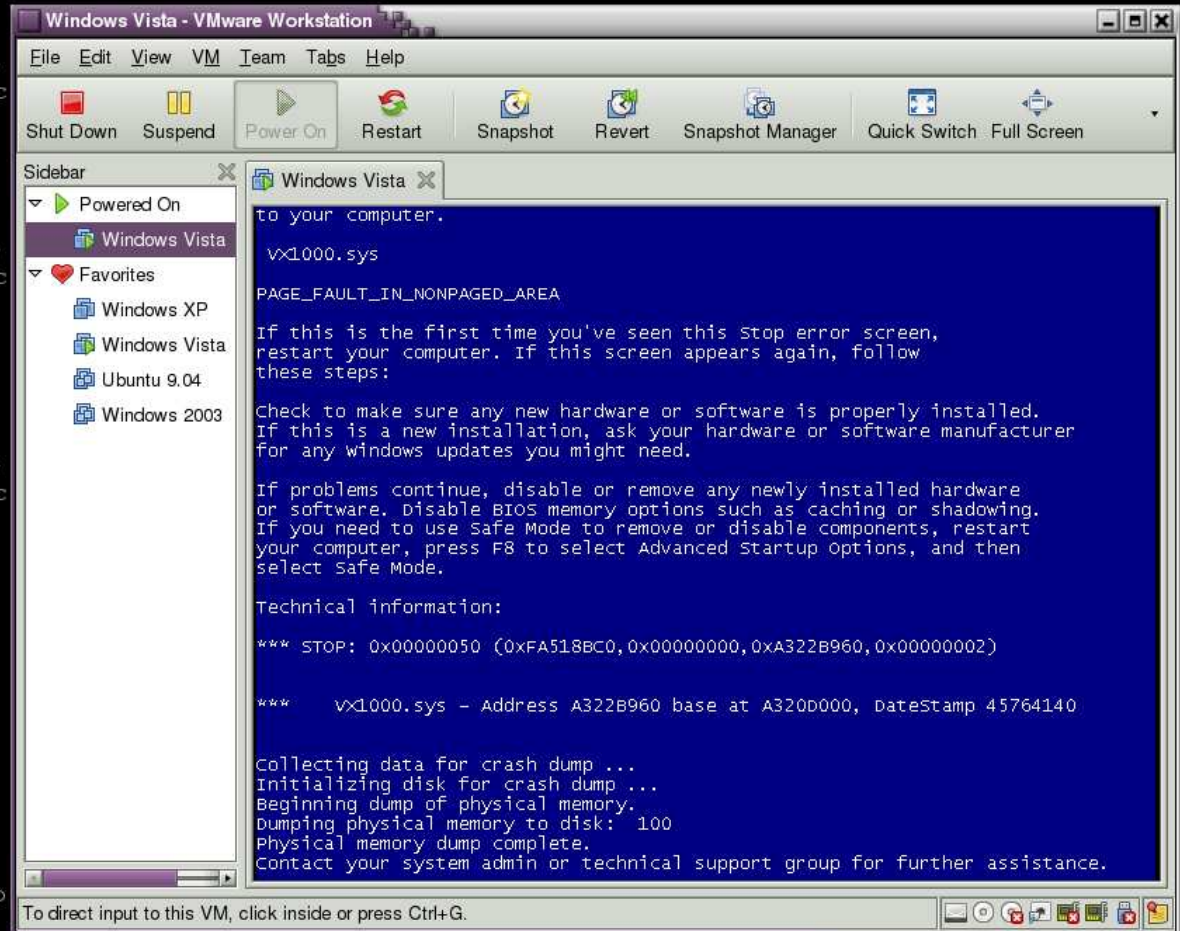 Windows Vista - VMware Workstation
File Edit View VM Team Tabs Help
Shut Down Suspend Power On Restart Snapshot Revert Snapshot Manager Quick Switch Full Screen
Sidebar
Powered On
Windows Vista
Favorites
Windows XP
Windows Vista
Ubuntu 9.04
Windows 2003
Windows Vista
to your computer.
VX1000.sys
PAGE_FAULT_IN_NONPAGED_AREA
If this is the first time you've seen this Stop error screen,
restart your computer. If this screen appears again, follow
these steps:
Check to make sure any new hardware or software is properly installed.
If this is a new installation, ask your hardware or software manufacturer
for any Windows updates you might need.
If problems continue, disable or remove any newly installed hardware
or software. Disable BIOS memory options such as caching or shadowing.
If you need to use Safe Mode to remove or disable components, restart
your computer, press F8 to select Advanced Startup Options, and then
select Safe Mode.
Technical information:
*** STOP: 0x00000050 (0xFA518BC0,0x00000000,0xA322B960,0x00000002)
*** VX1000.sys - Address A322B960 base at A320D000, DateStamp 45764140
Collecting data for crash dump ...
Initializing disk for crash dump ...
Beginning dump of physical memory.
Dumping physical memory to disk: 100
Physical memory dump complete.
Contact your system admin or technical support group for further assistance.
To direct input to this VM, click inside or press Ctrl+G.